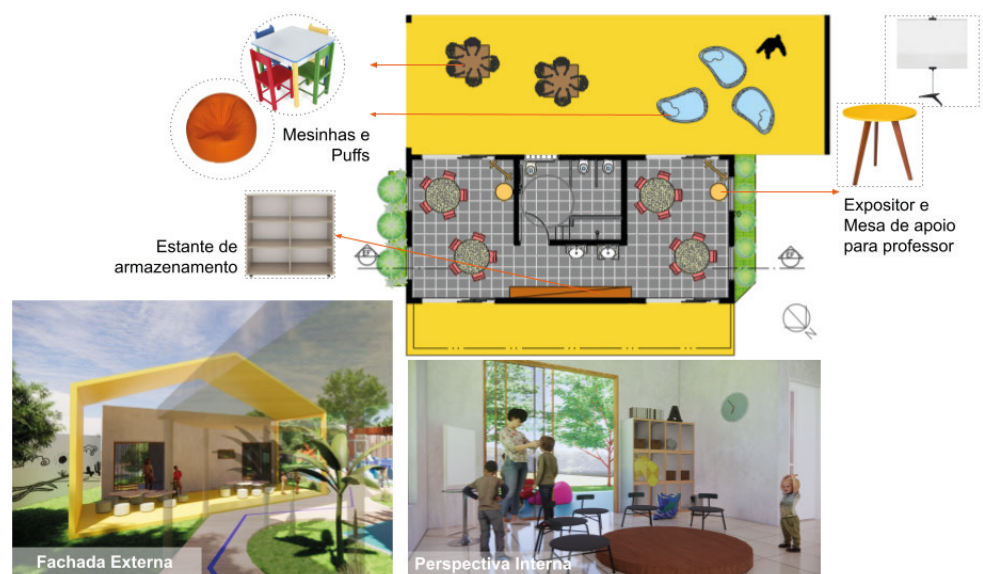 Mesinhas e
Puffs
Expositor e
Mesa de apoio
para professor
Estante de
armazenamento
N
Fachada Externa
A
Perspectiva Interna